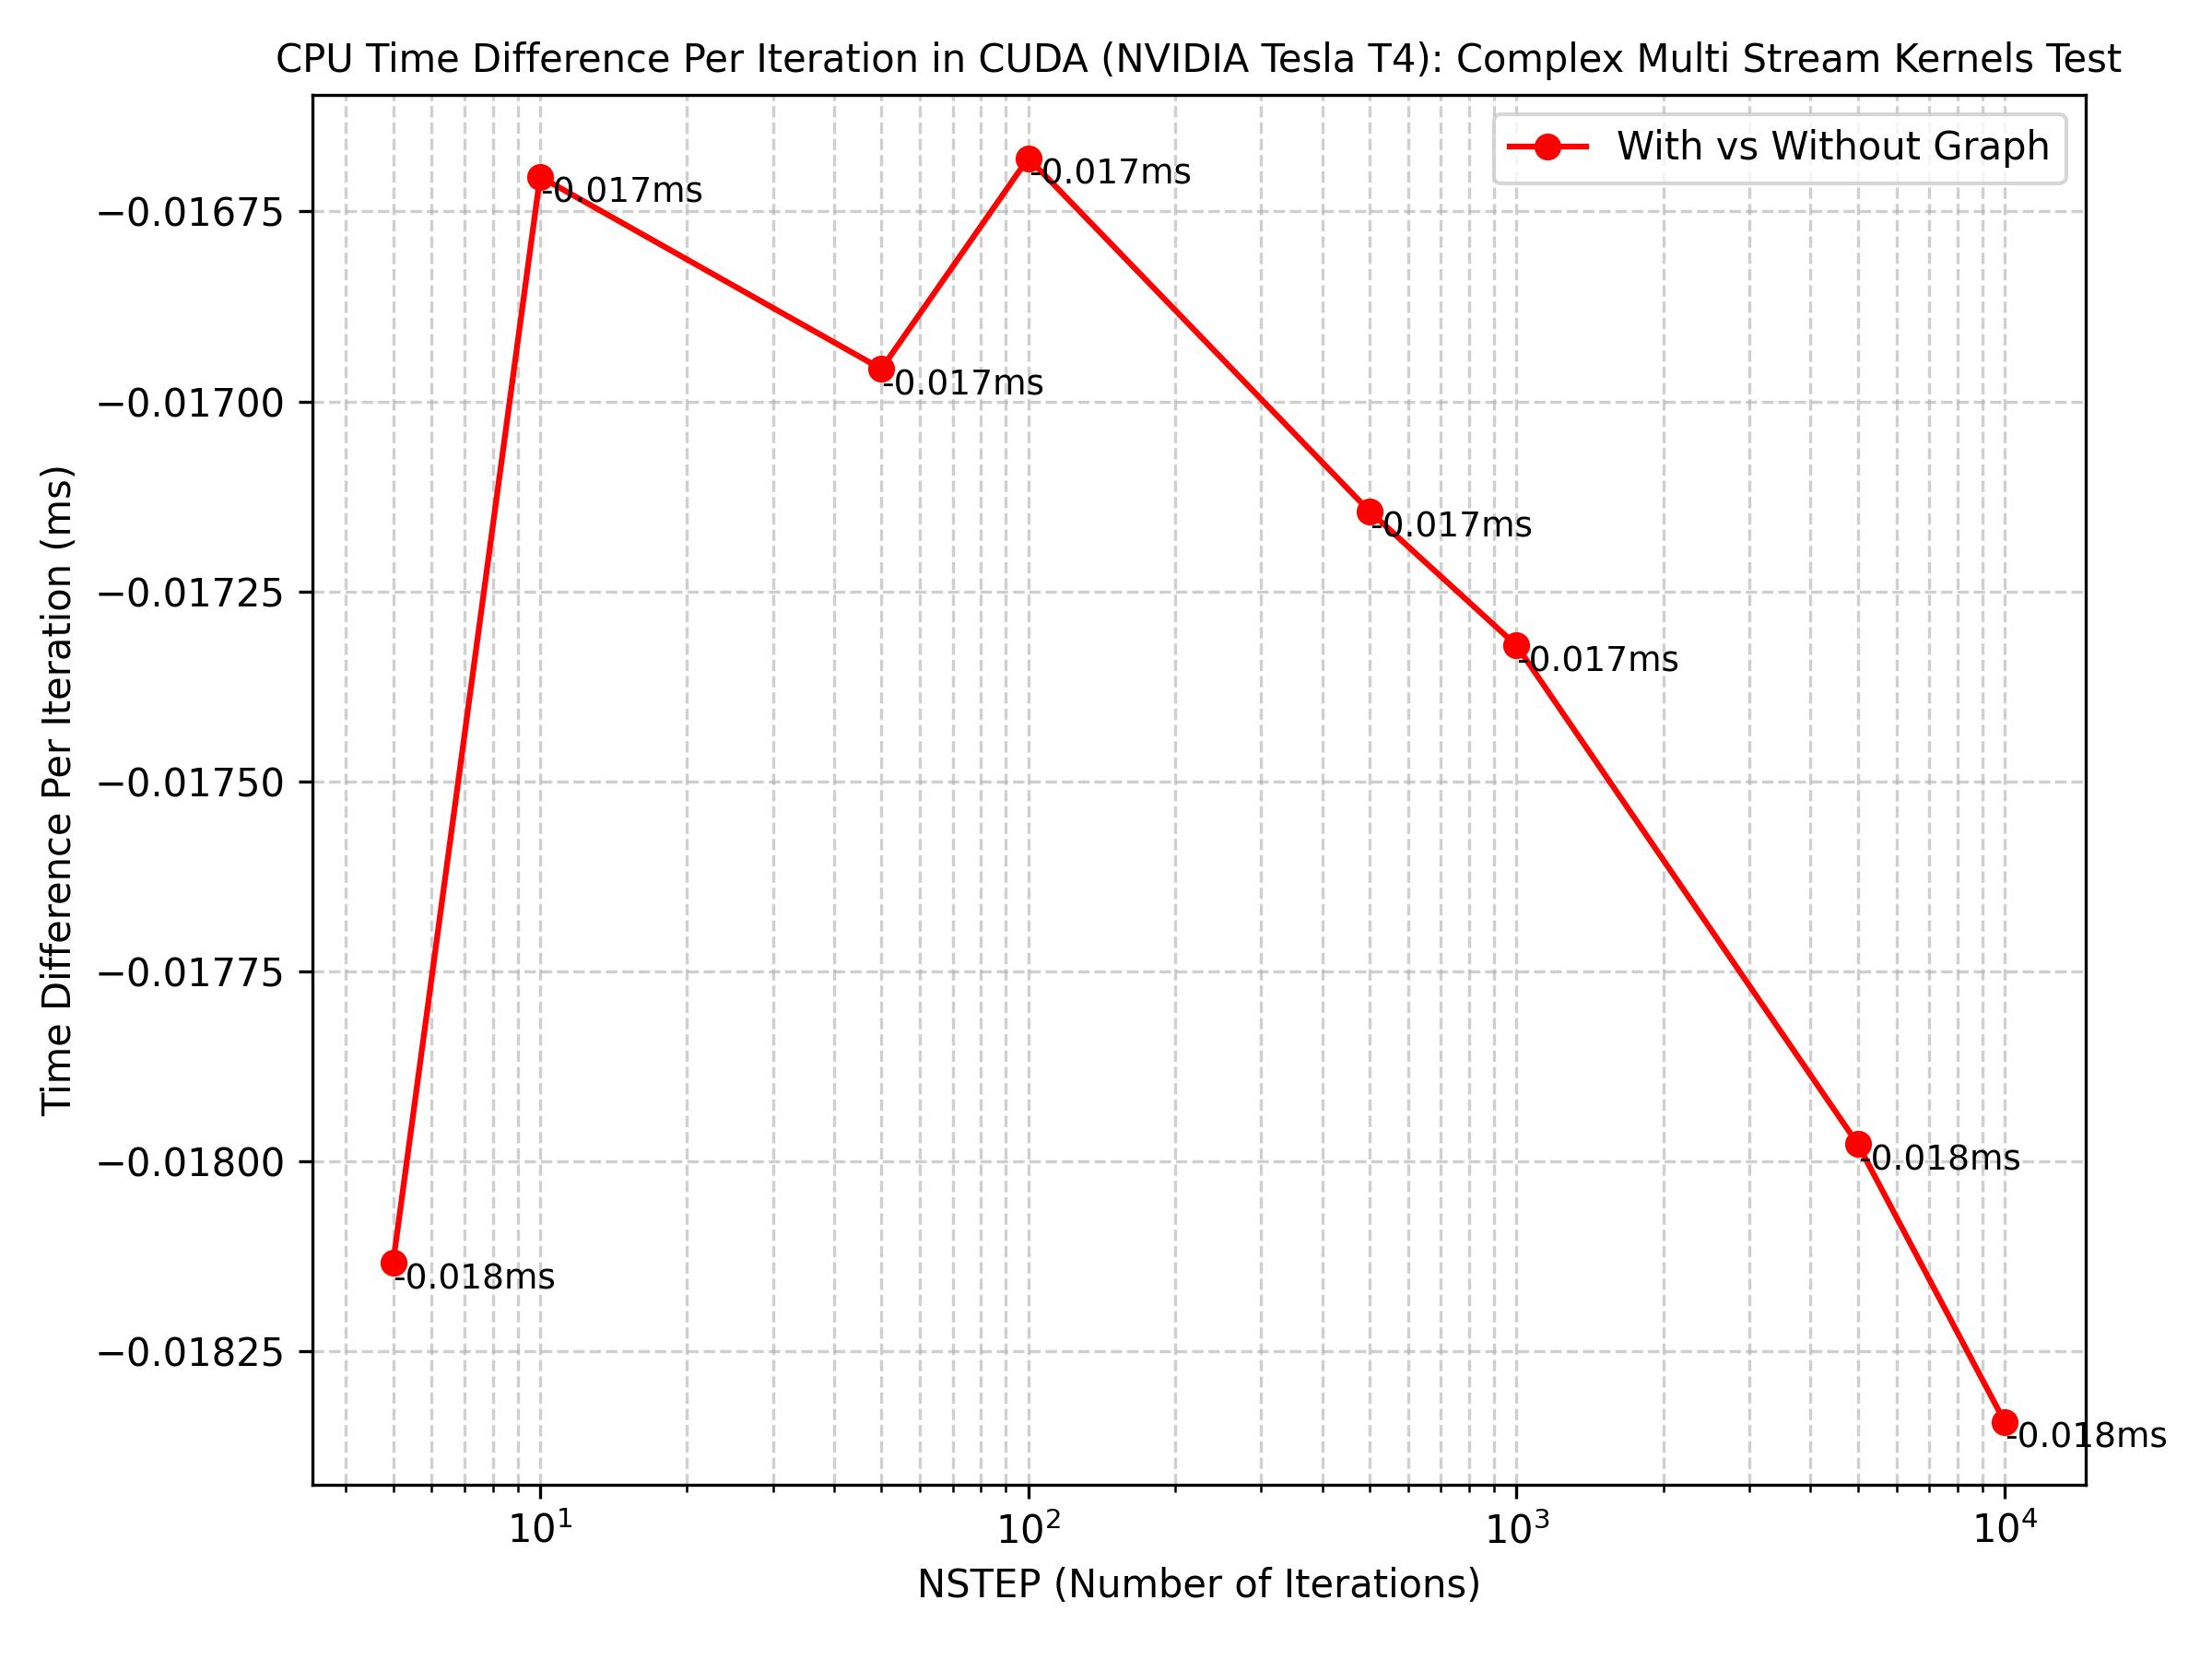 CPU Time Difference Per Iteration in CUDA (NVIDIA Tesla T4): Complex Multi Stream Kernels Test
With vs Without Graph
Time Difference Per Iteration (ms)
−0.01675
−0.01700
−0.01725
−0.01750
−0.01775
−0.01800
−0.01825
-0.018ms
-0.017ms
-0.017ms
-0.017ms
-0.017ms
-0.017ms
-0.018ms
-0.018ms
10¹
10²
10³
10⁴
NSTEP (Number of Iterations)